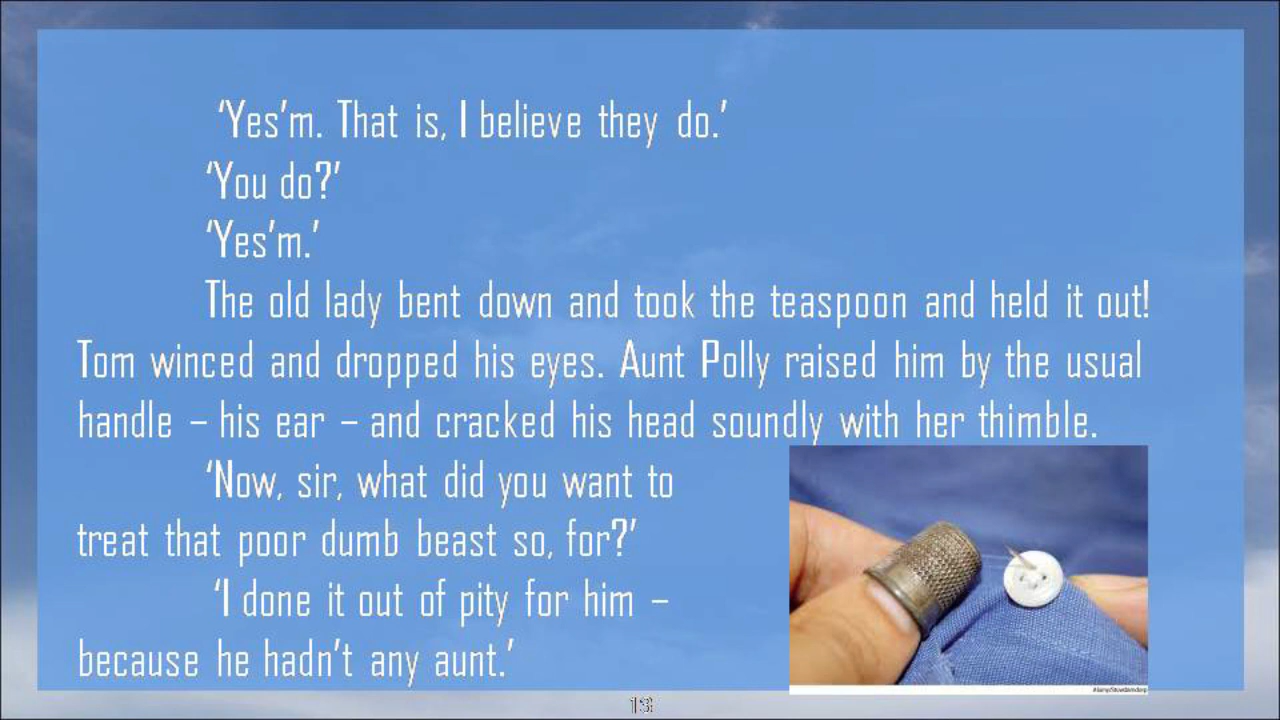 ‘Yes’m. That is, I believe they do.’
‘You do?’
‘Yes’m.’
The old lady bent down and took the teaspoon and held it out!
Tom winced and dropped his eyes. Aunt Polly raised him by the usual
handle – his ear – and cracked his head soundly with her thimble.
‘Now, sir, what did you want to
treat that poor dumb beast so, for?’
‘I done it out of pity for him –
because he hadn’t any aunt.’
13